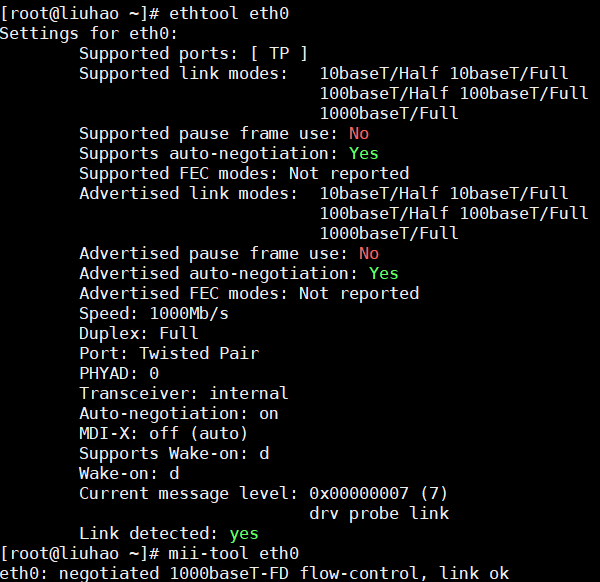 [root@liuhao ~]# ethtool eth0
Settings for eth0:
        Supported ports: [ TP ]
        Supported link modes:   10baseT/Half 10baseT/Full
                                100baseT/Half 100baseT/Full
                                1000baseT/Full
        Supported pause frame use: No
        Supports auto-negotiation: Yes
        Supported FEC modes: Not reported
        Advertised link modes:  10baseT/Half 10baseT/Full
                                100baseT/Half 100baseT/Full
                                1000baseT/Full
        Advertised pause frame use: No
        Advertised auto-negotiation: Yes
        Advertised FEC modes: Not reported
        Speed: 1000Mb/s
        Duplex: Full
        Port: Twisted Pair
        PHYAD: 0
        Transceiver: internal
        Auto-negotiation: on
        MDI-X: off (auto)
        Supports Wake-on: d
        Wake-on: d
        Current message level: 0x00000007 (7)
                               drv probe link
        Link detected: yes
[root@liuhao ~]# mii-tool eth0
eth0: negotiated 1000baseT-FD flow-control, link ok